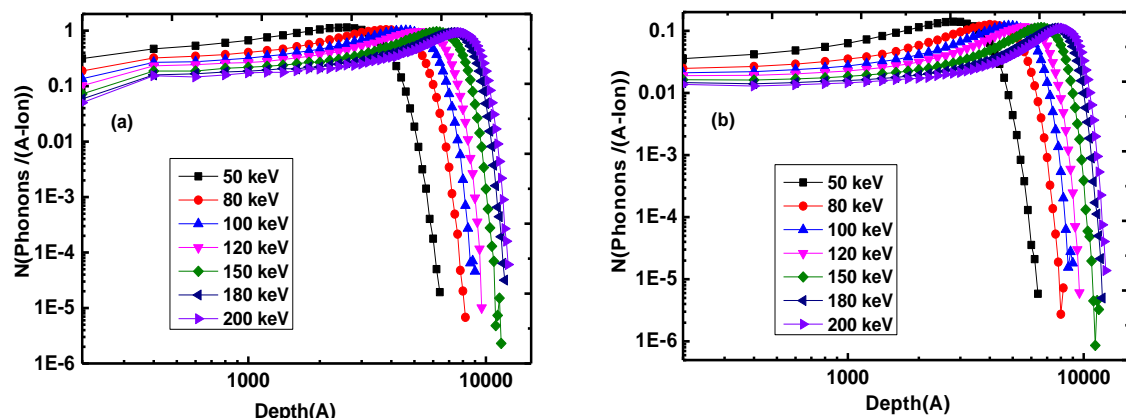 N(Phonons /(A-Ion))
1
0.1
0.01
1E-3
1E-4
1E-5
1E-6
(a)
50 keV
80 keV
100 keV
120 keV
150 keV
180 keV
200 keV
1000
10000
Depth(A)
N(Phonons /(A-Ion))
0.1
0.01
1E-3
1E-4
1E-5
1E-6
(b)
50 keV
80 keV
100 keV
120 keV
150 keV
180 keV
200 keV
1000
10000
Depth(A)